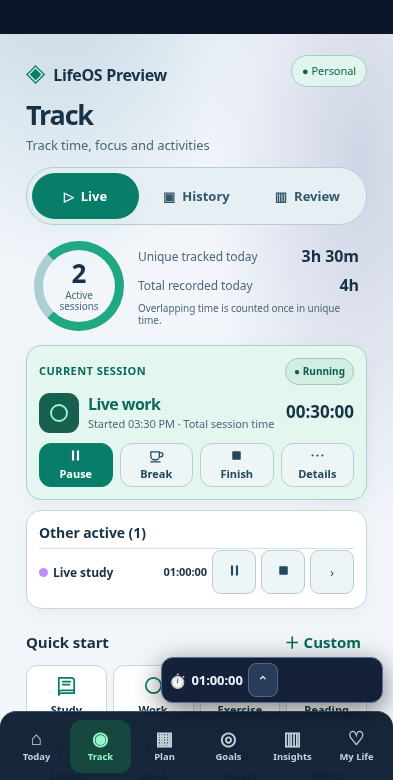 LifeOS Preview
Personal
Track
Track time, focus and activities
Live
History
Review
2
Active
sessions
Unique tracked today
3h 30m
Total recorded today
4h
Overlapping time is counted once in unique
time.
CURRENT SESSION
Running
Live work
00:30:00
Started 03:30 PM · Total session time
Pause
Break
Finish
Details
Other active (1)
Live study
01:00:00
Quick start
+ Custom
01:00:00
Study
Work
Exercise
Reading
Today
Track
Plan
Goals
Insights
My Life